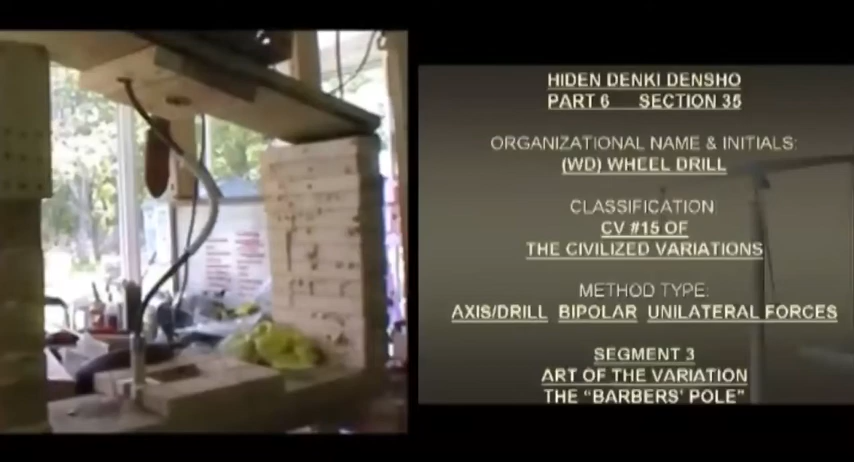 HIDEN DENKI DENSHO
PART 6 SECTION 35
ORGANIZATIONAL NAME & INITIALS:
(WD) WHEEL DRILL
CLASSIFICATION
CV #15 OF
THE CIVILIZED VARIATIONS
METHOD TYPE:
AXIS/DRILL BIPOLAR UNILATERAL FORCES
SEGMENT 3
ART OF THE VARIATION
THE "BARBERS' POLE"